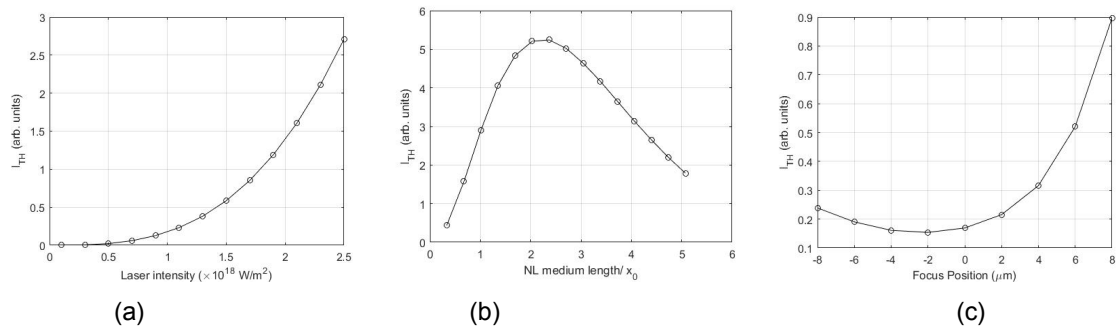 3
2.5
2
1.5
1
0.5
0
0 0.5 1 1.5 2 2.5
I_TH (arb. units)
Laser intensity (×10^18 W/m^2)
(a)
6
5
4
3
2
1
0
0 1 2 3 4 5 6
I_TH (arb. units)
NL medium length/ x_0
(b)
0.9
0.8
0.7
0.6
0.5
0.4
0.3
0.2
0.1
-8 -6 -4 -2 0 2 4 6 8
I_TH (arb. units)
Focus Position (μm)
(c)